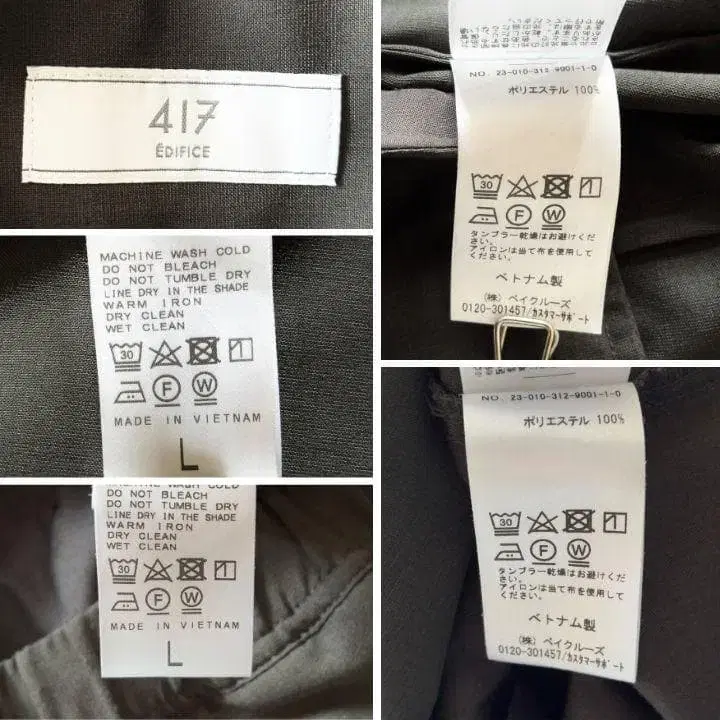 417
ÉDIFICE
MACHINE WASH COLD
DO NOT BLEACH
DO NOT TUMBLE DRY
LINE DRY IN THE SHADE
WARM IRON
DRY CLEAN
WET CLEAN
30
F W
MADE IN VIETNAM
L
DO NOT BLEACH
DO NOT TUMBLE DRY
LINE DRY IN THE SHADE
WARM IRON
DRY CLEAN
WET CLEAN
30
F W
MADE IN VIETNAM
L
NO. 23-010-312-9001-1-0
ポリエステル 100%
30
F W
タンブラー乾燥はお避けくだ
さい。
アイロンは当て布を使用して
ください。
ベトナム製
(株) ベイクルーズ
0120-301457/カスタマーサポート
NO. 23-010-312-9001-1-0
ポリエステル 100%
30
F W
タンブラー乾燥はお避けくだ
さい。
アイロンは当て布を使用して
ください。
ベトナム製
(株) ベイクルーズ
0120-301457/カスタマーサポート